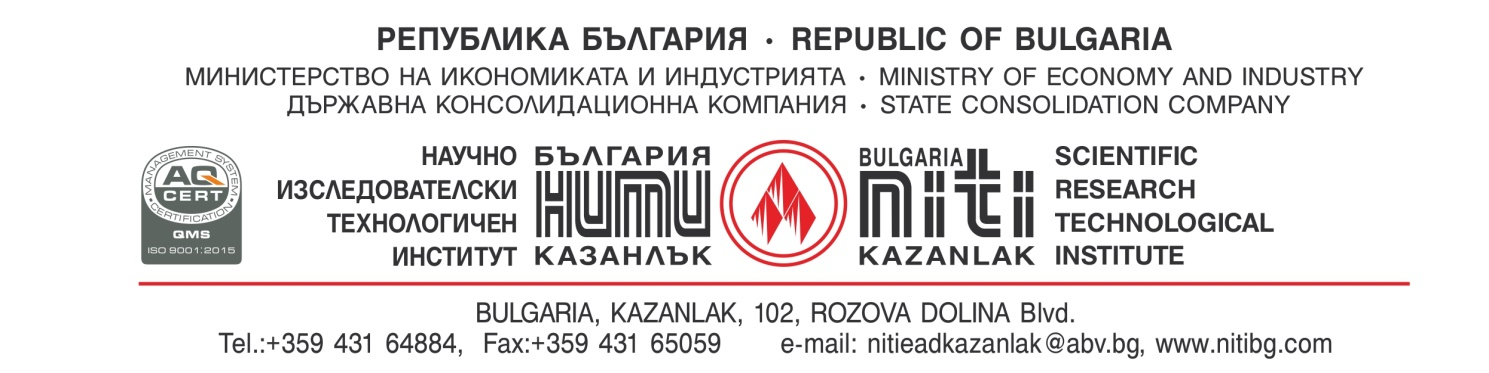 РЕПУБЛИКА БЪЛГАРИЯ • REPUBLIC OF BULGARIA
МИНИСТЕРСТВО НА ИКОНОМИКАТА И ИНДУСТРИЯТА • MINISTRY OF ECONOMY AND INDUSTRY
ДЪРЖАВНА КОНСОЛИДАЦИОННА КОМПАНИЯ • STATE CONSOLIDATION COMPANY
MANAGEMENT SYSTEM
AQ
CERT
CERTIFICATION
QMS
ISO 9001:2015
НАУЧНО
ИЗСЛЕДОВАТЕЛСКИ
ТЕХНОЛОГИЧЕН
ИНСТИТУТ
БЪЛГАРИЯ
нити
КАЗАНЛЪК
BULGARIA
niti
KAZANLAK
SCIENTIFIC
RESEARCH
TECHNOLOGICAL
INSTITUTE
BULGARIA, KAZANLAK, 102, ROZOVA DOLINA Blvd.
Tel.:+359 431 64884, Fax:+359 431 65059 e-mail: nitieadkazanlak@abv.bg, www.nitibg.com